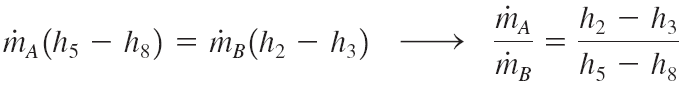 ṁ_A(h_5 − h_8) = ṁ_B(h_2 − h_3) ⟶ ṁ_A/ṁ_B = (h_2 − h_3)/(h_5 − h_8)